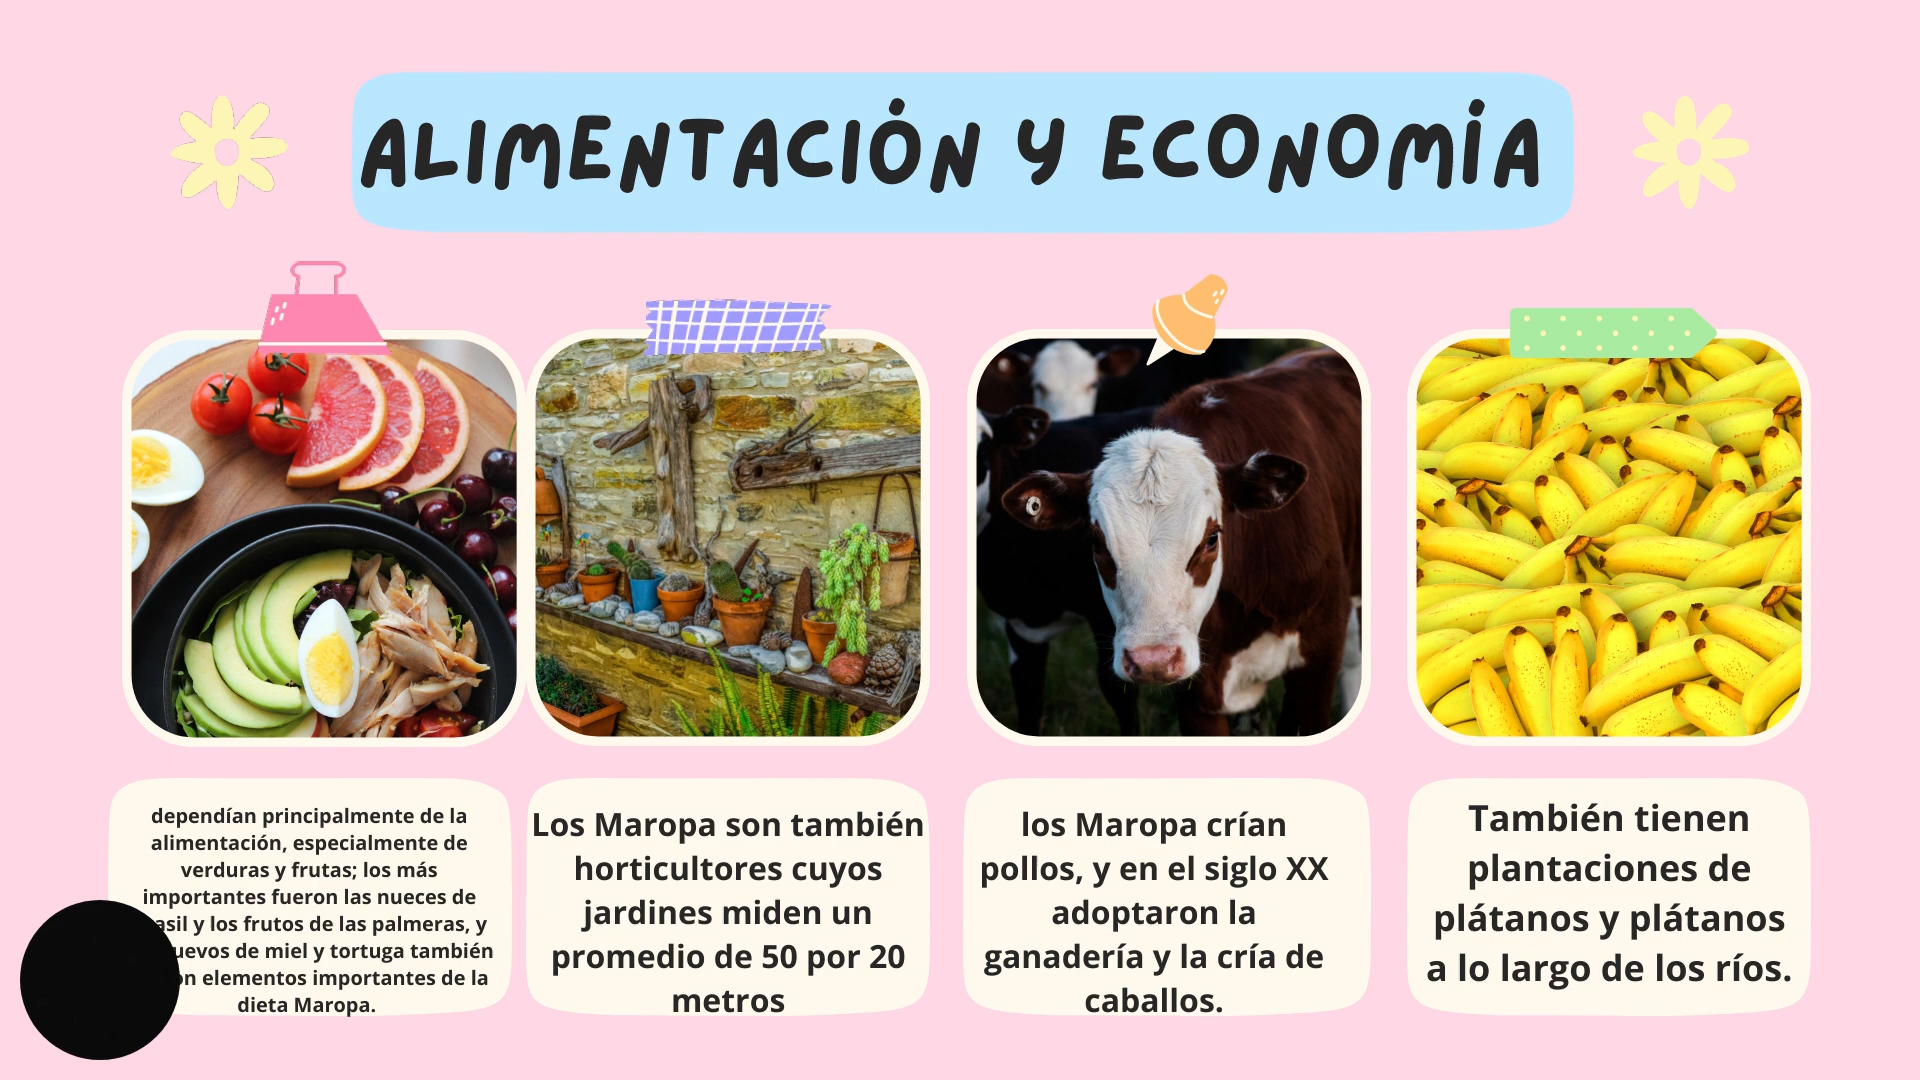 ALIMENTACIÓN Y ECONOMÍA
dependían principalmente de la
alimentación, especialmente de
verduras y frutas; los más
importantes fueron las nueces de
y los frutos de las palmeras, y
de miel y tortuga también
elementos importantes de la
dieta Maropa.
Los Maropa son también
horticultores cuyos
jardines miden un
promedio de 50 por 20
metros
los Maropa crían
pollos, y en el siglo XX
adoptaron la
ganadería y la cría de
caballos.
También tienen
plantaciones de
plátanos y plátanos
a lo largo de los ríos.